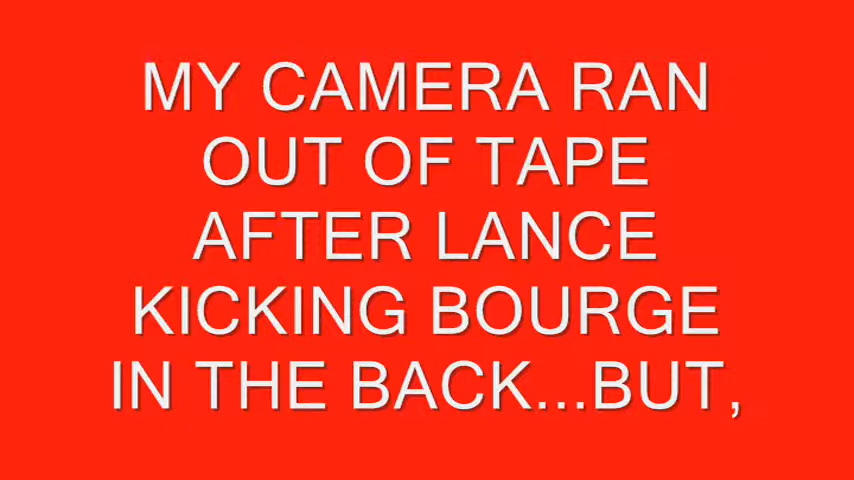 MY CAMERA RAN
OUT OF TAPE
AFTER LANCE
KICKING BOURGE
IN THE BACK...BUT,